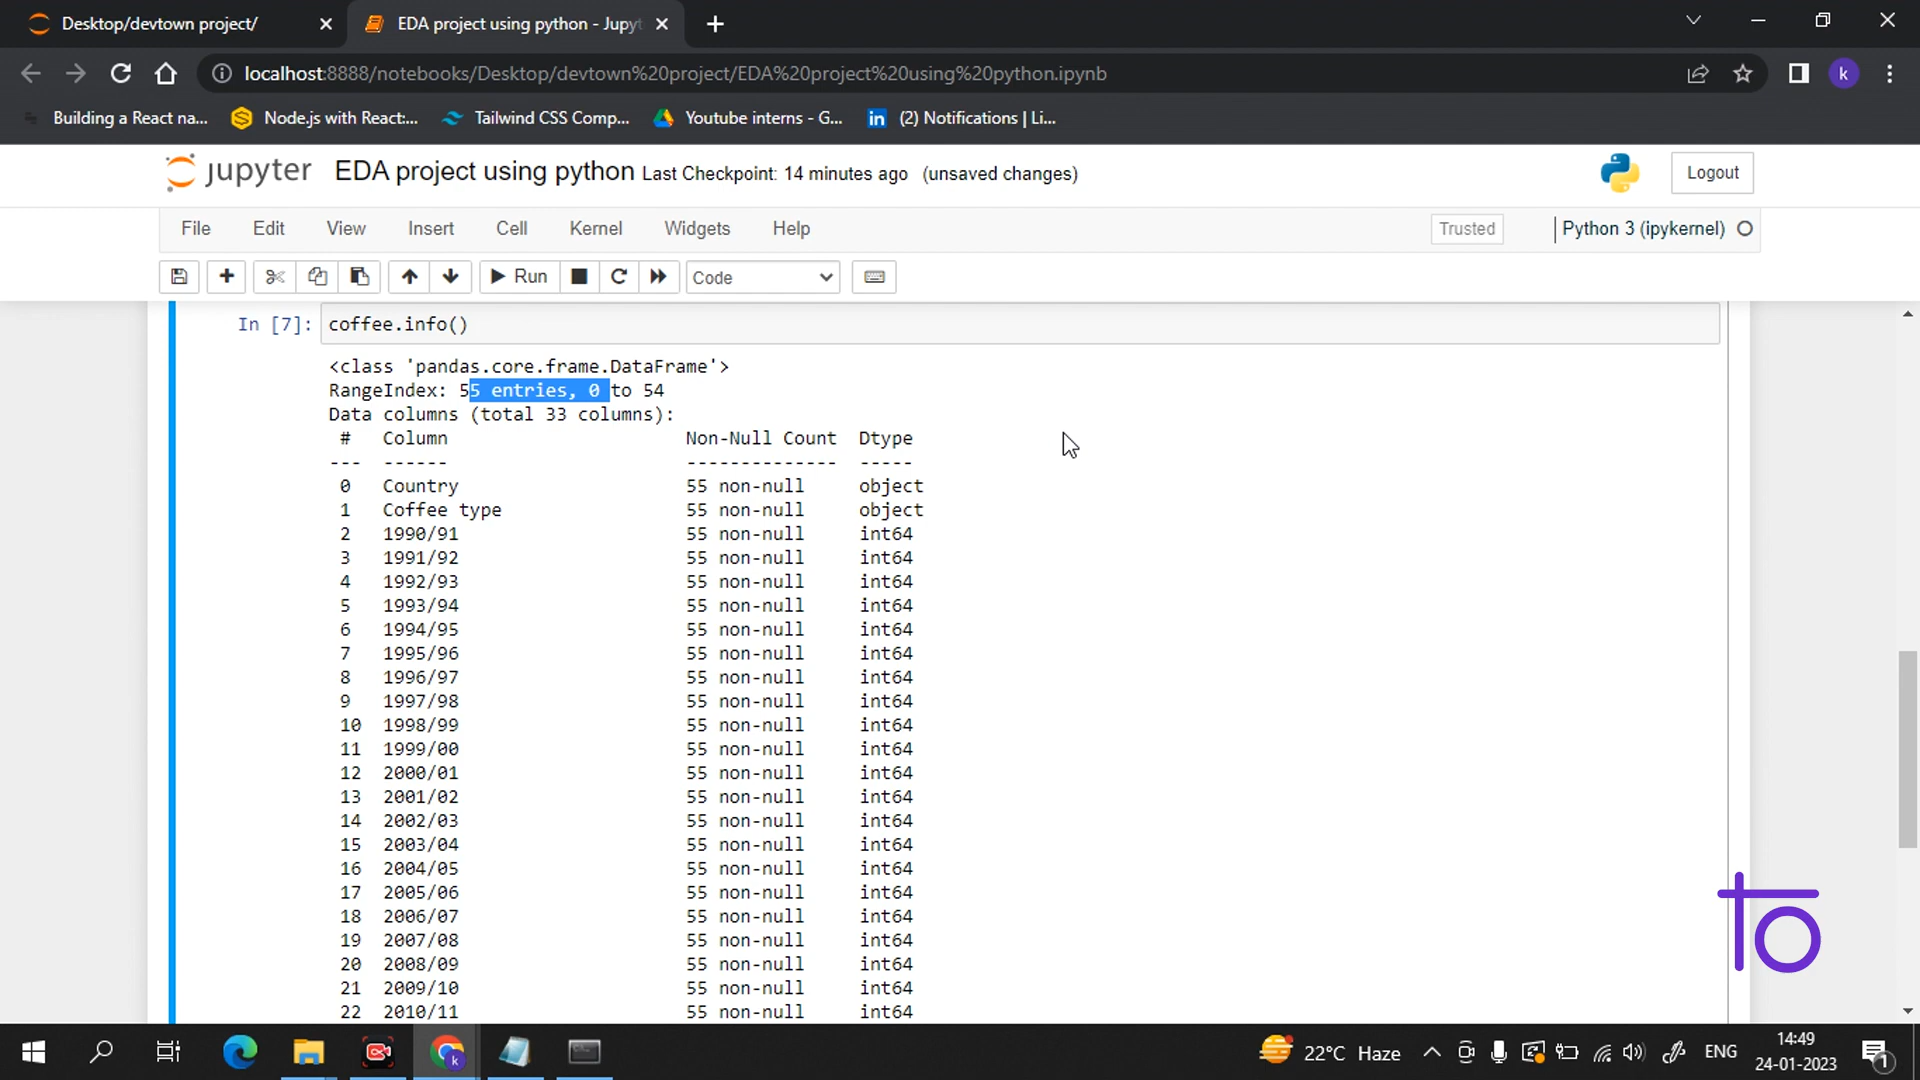 Desktop/devtown project/
EDA project using python - Jupyt
localhost:8888/notebooks/Desktop/devtown%20project/EDA%20project%20using%20python.ipynb
k
Building a React na...
Node.js with React:...
Tailwind CSS Comp...
Youtube interns - G...
(2) Notifications | Li...
jupyter EDA project using python Last Checkpoint: 14 minutes ago (unsaved changes)
Logout
File Edit View Insert Cell Kernel Widgets Help
Trusted
Python 3 (ipykernel)
Run
Code
In [7]: coffee.info()
<class 'pandas.core.frame.DataFrame'>
RangeIndex: 55 entries, 0 to 54
Data columns (total 33 columns):
# Column Non-Null Count Dtype
--- ------ -------------- -----
0 Country 55 non-null object
1 Coffee type 55 non-null object
2 1990/91 55 non-null int64
3 1991/92 55 non-null int64
4 1992/93 55 non-null int64
5 1993/94 55 non-null int64
6 1994/95 55 non-null int64
7 1995/96 55 non-null int64
8 1996/97 55 non-null int64
9 1997/98 55 non-null int64
10 1998/99 55 non-null int64
11 1999/00 55 non-null int64
12 2000/01 55 non-null int64
13 2001/02 55 non-null int64
14 2002/03 55 non-null int64
15 2003/04 55 non-null int64
16 2004/05 55 non-null int64
17 2005/06 55 non-null int64
18 2006/07 55 non-null int64
19 2007/08 55 non-null int64
20 2008/09 55 non-null int64
21 2009/10 55 non-null int64
22 2010/11 55 non-null int64
22°C Haze
ENG
14:49
24-01-2023
1